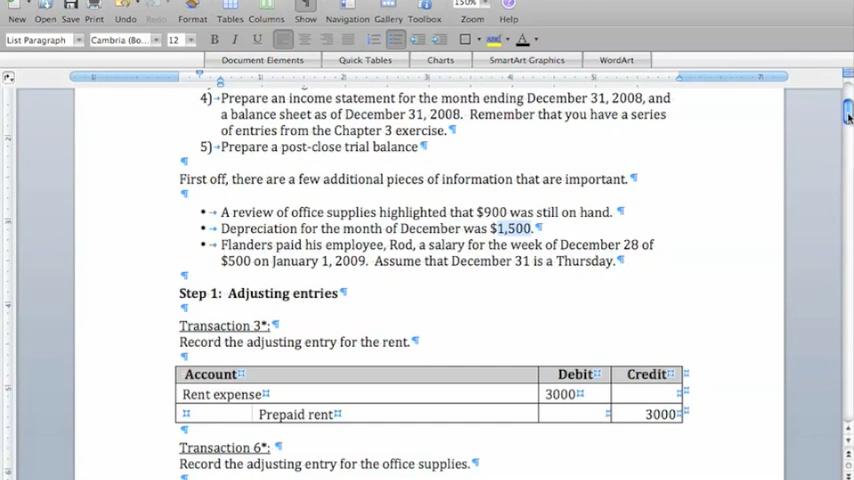 150%
New Open Save Print Undo Redo Format Tables Columns Show Navigation Gallery Toolbox Zoom Help
List Paragraph Cambria (Bo... 12 B I U A
Document Elements Quick Tables Charts SmartArt Graphics WordArt
4) Prepare an income statement for the month ending December 31, 2008, and
a balance sheet as of December 31, 2008. Remember that you have a series
of entries from the Chapter 3 exercise.
5) Prepare a post-close trial balance
First off, there are a few additional pieces of information that are important.
• A review of office supplies highlighted that $900 was still on hand.
• Depreciation for the month of December was $1,500.
• Flanders paid his employee, Rod, a salary for the week of December 28 of
$500 on January 1, 2009. Assume that December 31 is a Thursday.
Step 1: Adjusting entries
Transaction 3*:
Record the adjusting entry for the rent.
Account Debit Credit
Rent expense 3000
Prepaid rent 3000
Transaction 6*:
Record the adjusting entry for the office supplies.